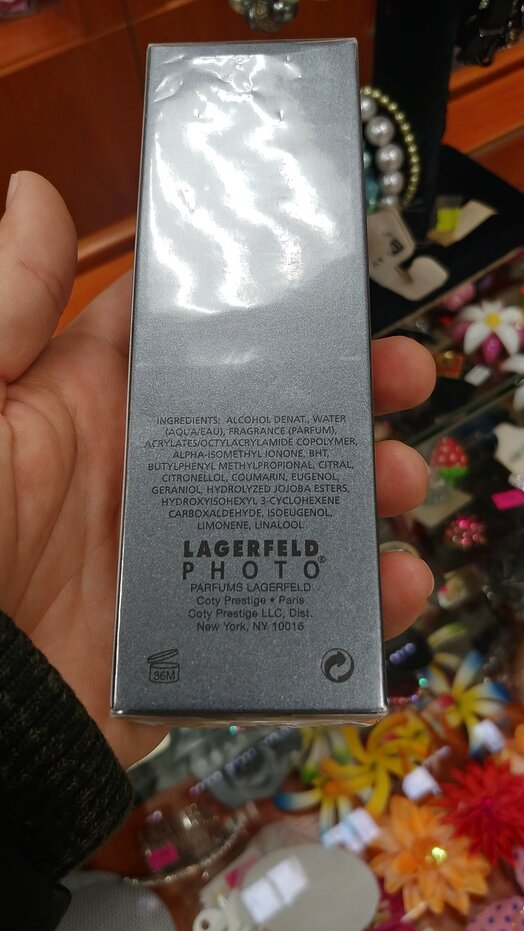 INGREDIENTS: ALCOHOL DENAT., WATER
(AQUA/EAU), FRAGRANCE (PARFUM),
ACRYLATES/OCTYLACRYLAMIDE COPOLYMER,
ALPHA-ISOMETHYL IONONE, BHT,
BUTYLPHENYL METHYLPROPIONAL, CITRAL,
CITRONELLOL, COUMARIN, EUGENOL,
GERANIOL, HYDROLYZED JOJOBA ESTERS,
HYDROXYISOHEXYL 3-CYCLOHEXENE
CARBOXALDEHYDE, ISOEUGENOL,
LIMONENE, LINALOOL
LAGERFELD
PHOTO®
PARFUMS LAGERFELD
Coty Prestige • Paris
Coty Prestige LLC, Dist.
New York, NY 10016
36M